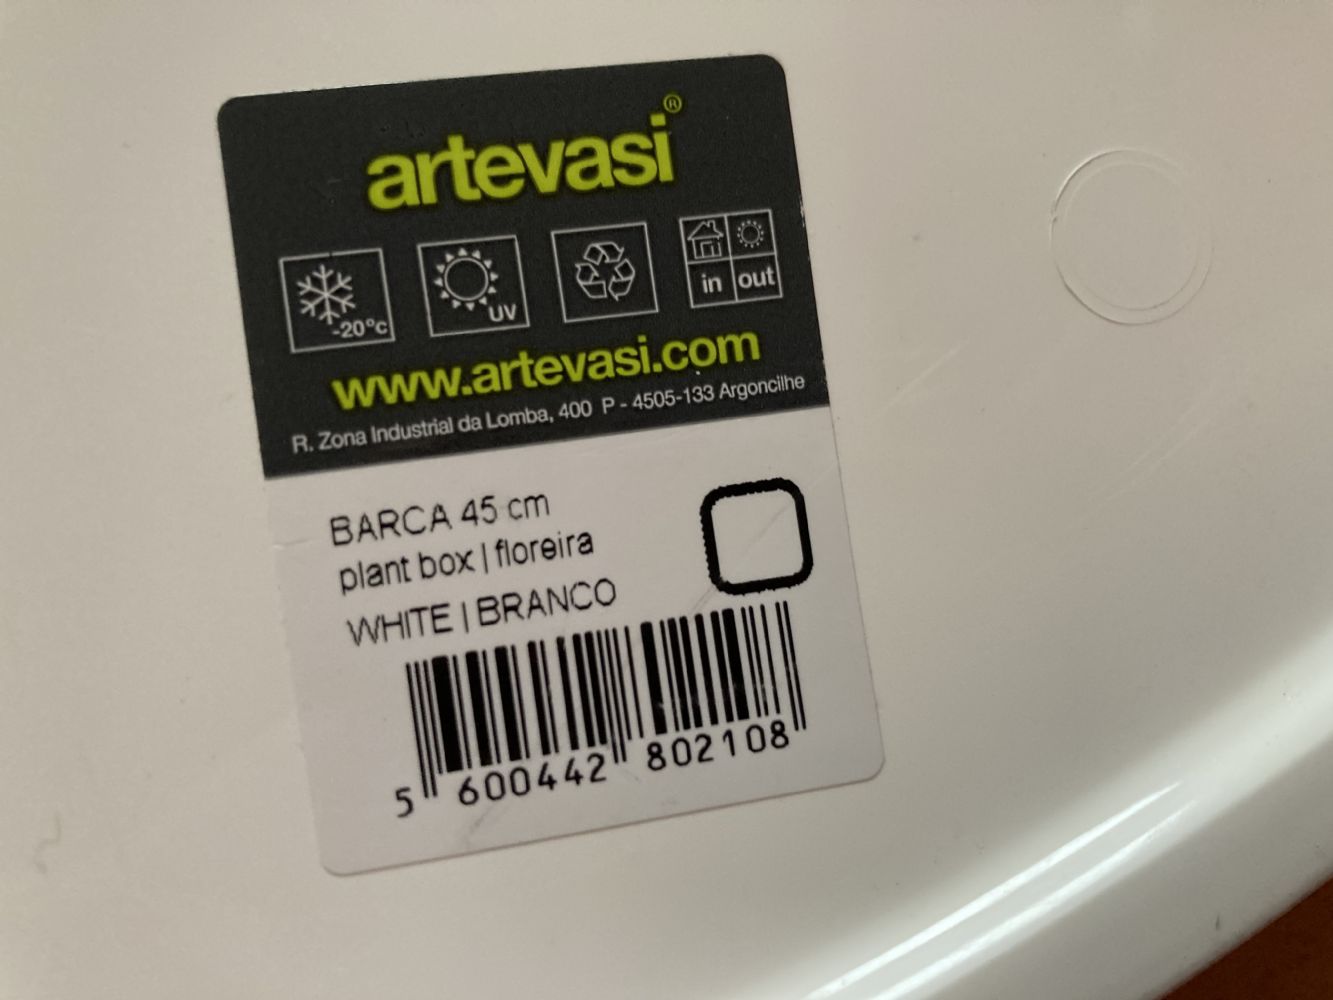 artevasi®
-20°c
UV
in out
www.artevasi.com
R. Zona Industrial da Lomba, 400 P - 4505-133 Argoncilhe
BARCA 45 cm
plant box | floreira
WHITE | BRANCO
5 600442 802108